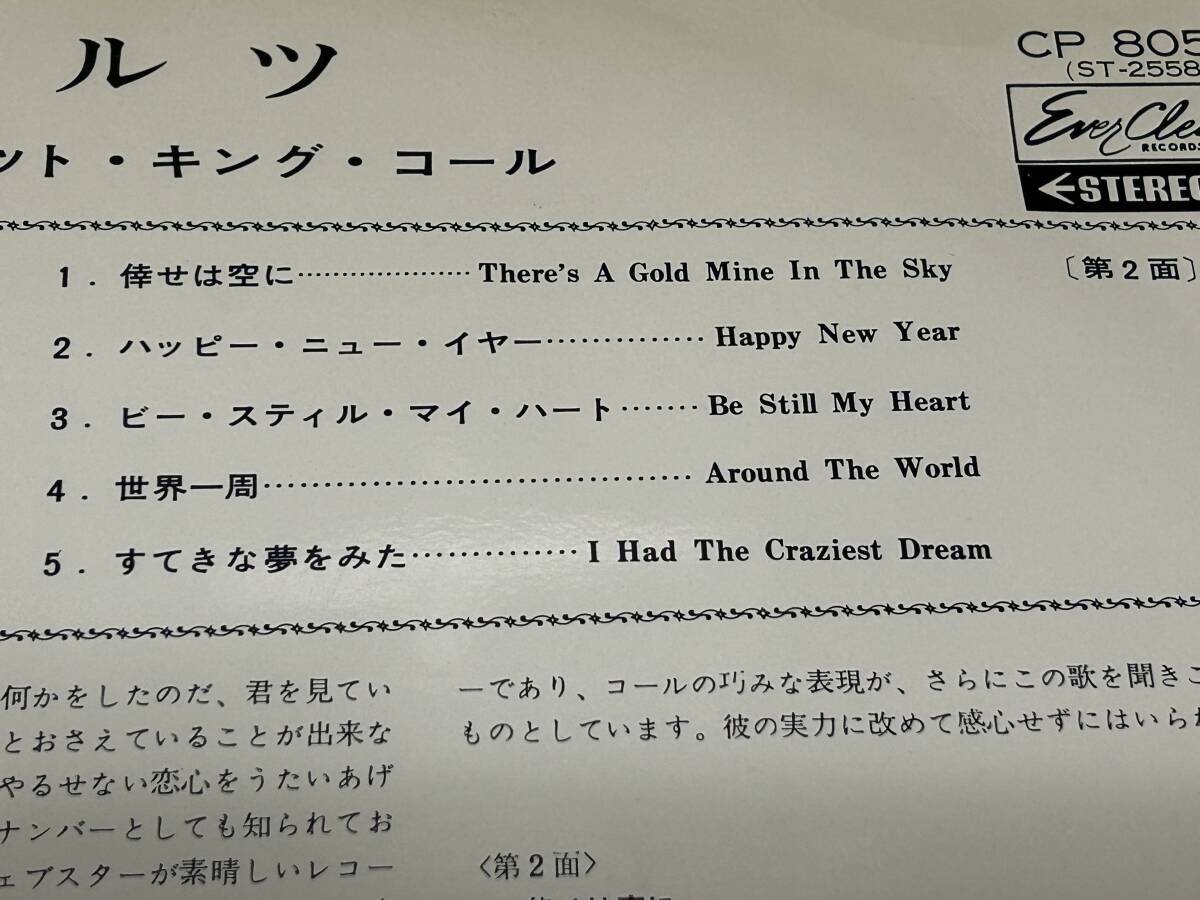 ルツ
ット・キング・コール
CP 805
(ST-2558
Ever Cle
RECORDS
STEREO
1. 倖せは空に…………………There's A Gold Mine In The Sky
〔第2面〕
2. ハッピー・ニュー・イヤー……………Happy New Year
3. ビー・スティル・マイ・ハート………Be Still My Heart
4. 世界一周……………………………………Around The World
5. すてきな夢をみた……………I Had The Craziest Dream
何かをしたのだ、君を見てい
とおさえていることが出来な
やるせない恋心をうたいあげ
ナンバーとしても知られてお
ェブスターが素晴しいレコー
ーであり、コールの巧みな表現が、さらにこの歌を聞きご
ものとしています。彼の実力に改めて感心せずにはいられ
〈第2面〉